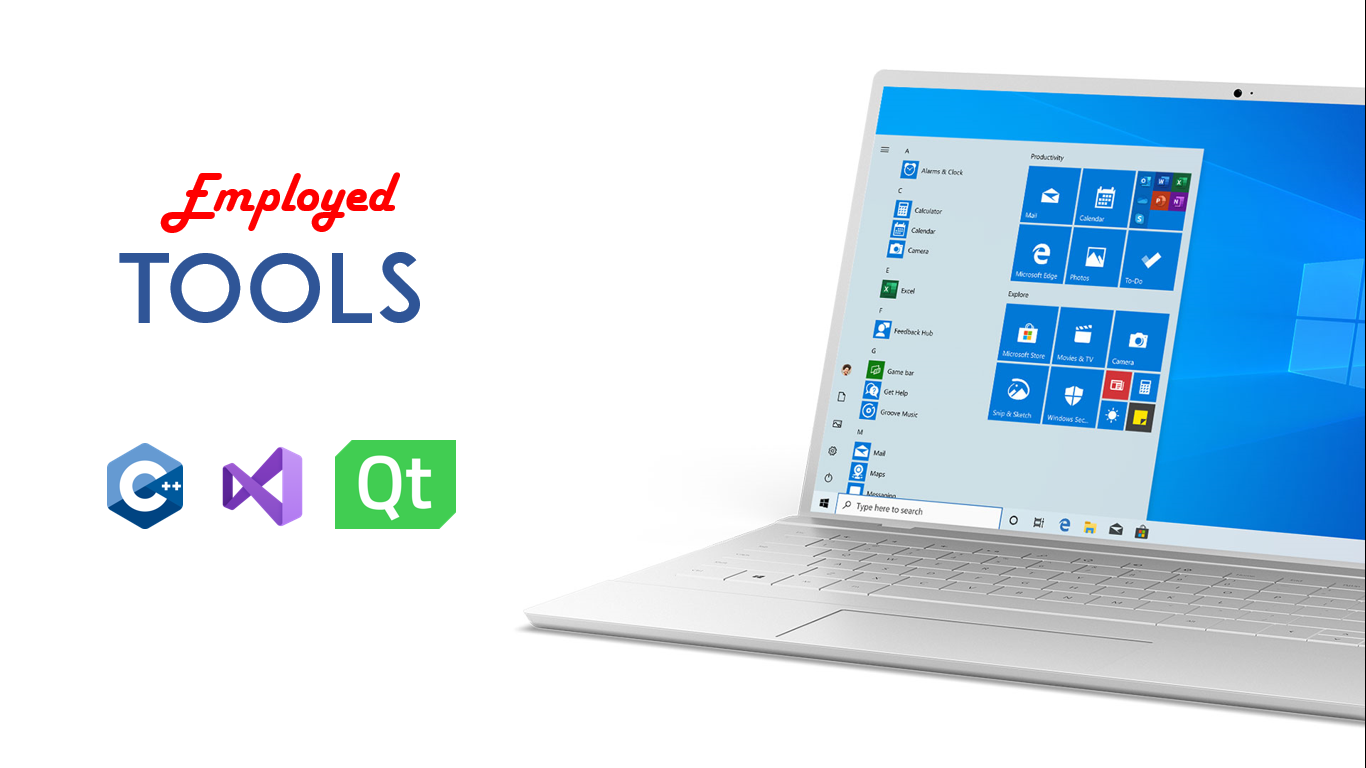 Employed
TOOLS
C++
Qt
A
Alarms & Clock
C
Calculator
Calendar
Camera
E
Excel
F
Feedback Hub
G
Game bar
Get Help
Groove Music
M
Mail
Maps
Messaging
Productivity
Mail
Calendar
Microsoft Edge
Photos
To-Do
Explore
Microsoft Store
Movies & TV
Camera
Snip & Sketch
Windows Sec..
Type here to search